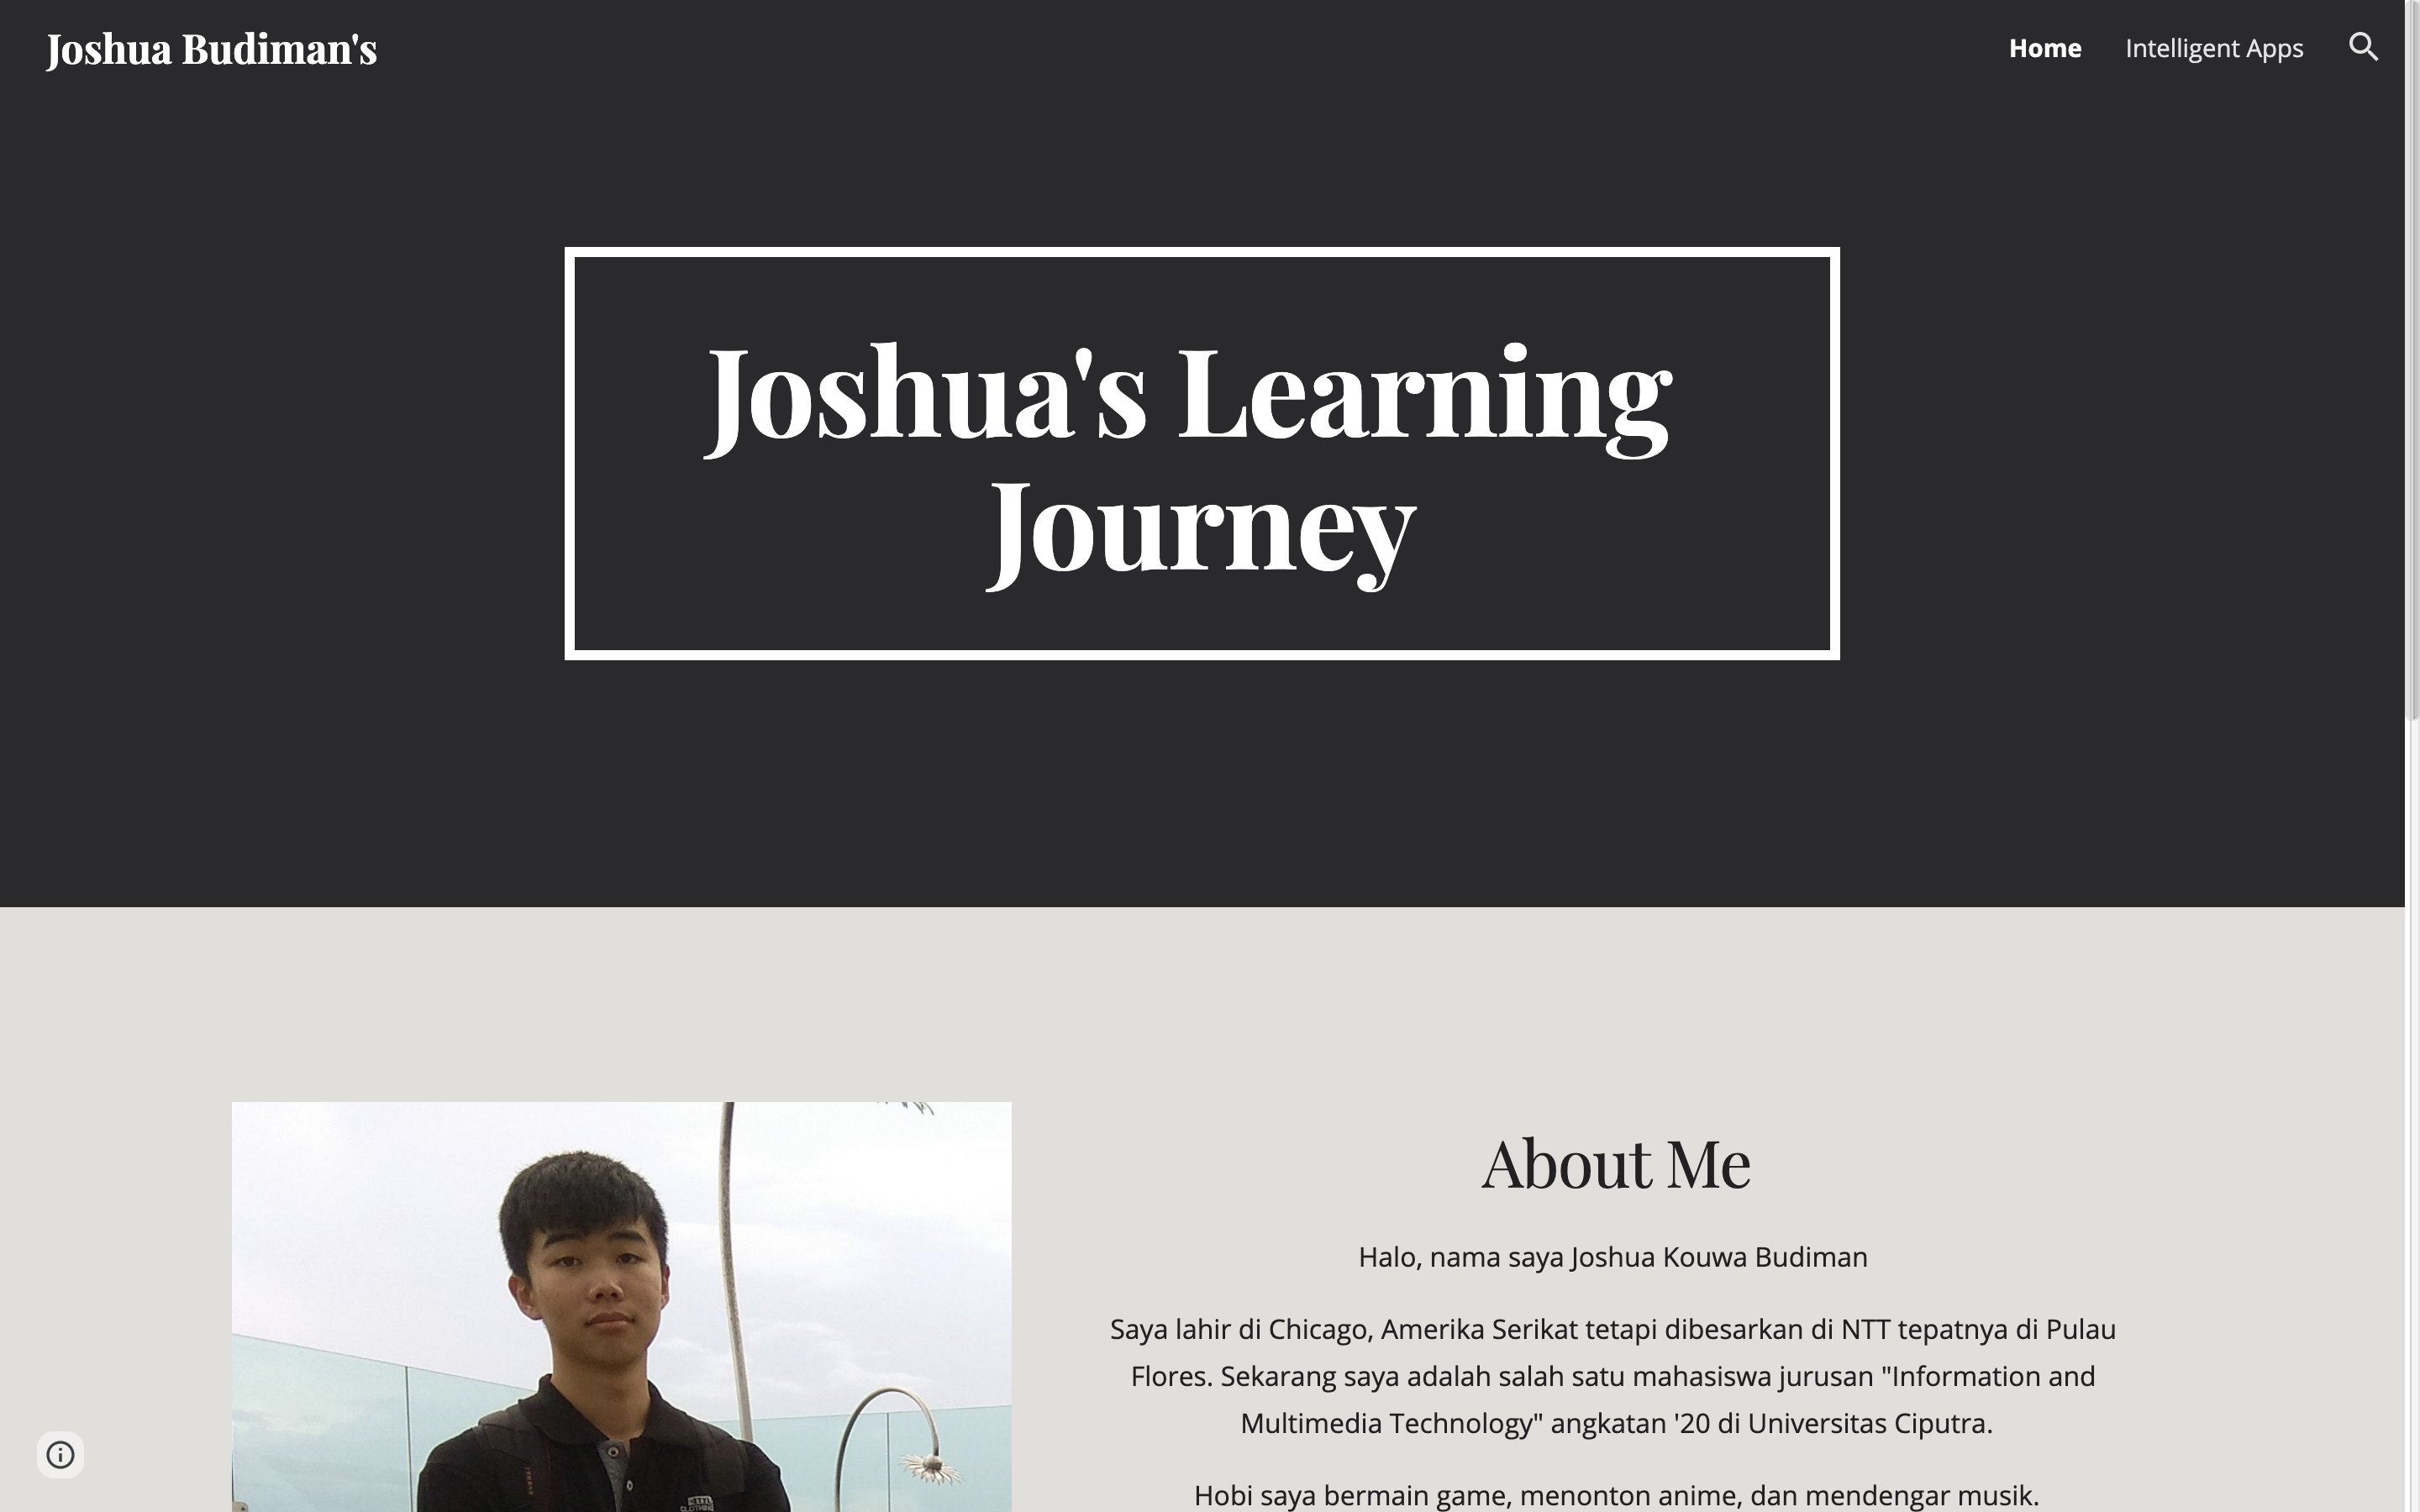 Joshua Budiman's
Home
Intelligent Apps
Joshua's Learning
Journey
About Me
Halo, nama saya Joshua Kouwa Budiman
Saya lahir di Chicago, Amerika Serikat tetapi dibesarkan di NTT tepatnya di Pulau
Flores. Sekarang saya adalah salah satu mahasiswa jurusan "Information and
Multimedia Technology" angkatan '20 di Universitas Ciputra.
Hobi saya bermain game, menonton anime, dan mendengar musik.